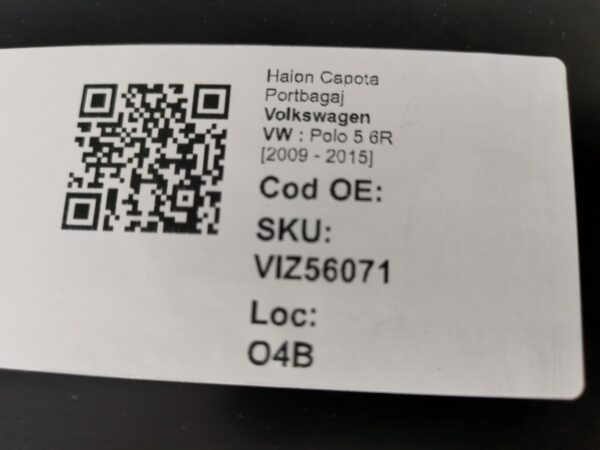 Haion Capota
Portbagaj
Volkswagen
VW : Polo 5 6R
[2009 - 2015]
Cod OE:
SKU:
VIZ56071
Loc:
O4B